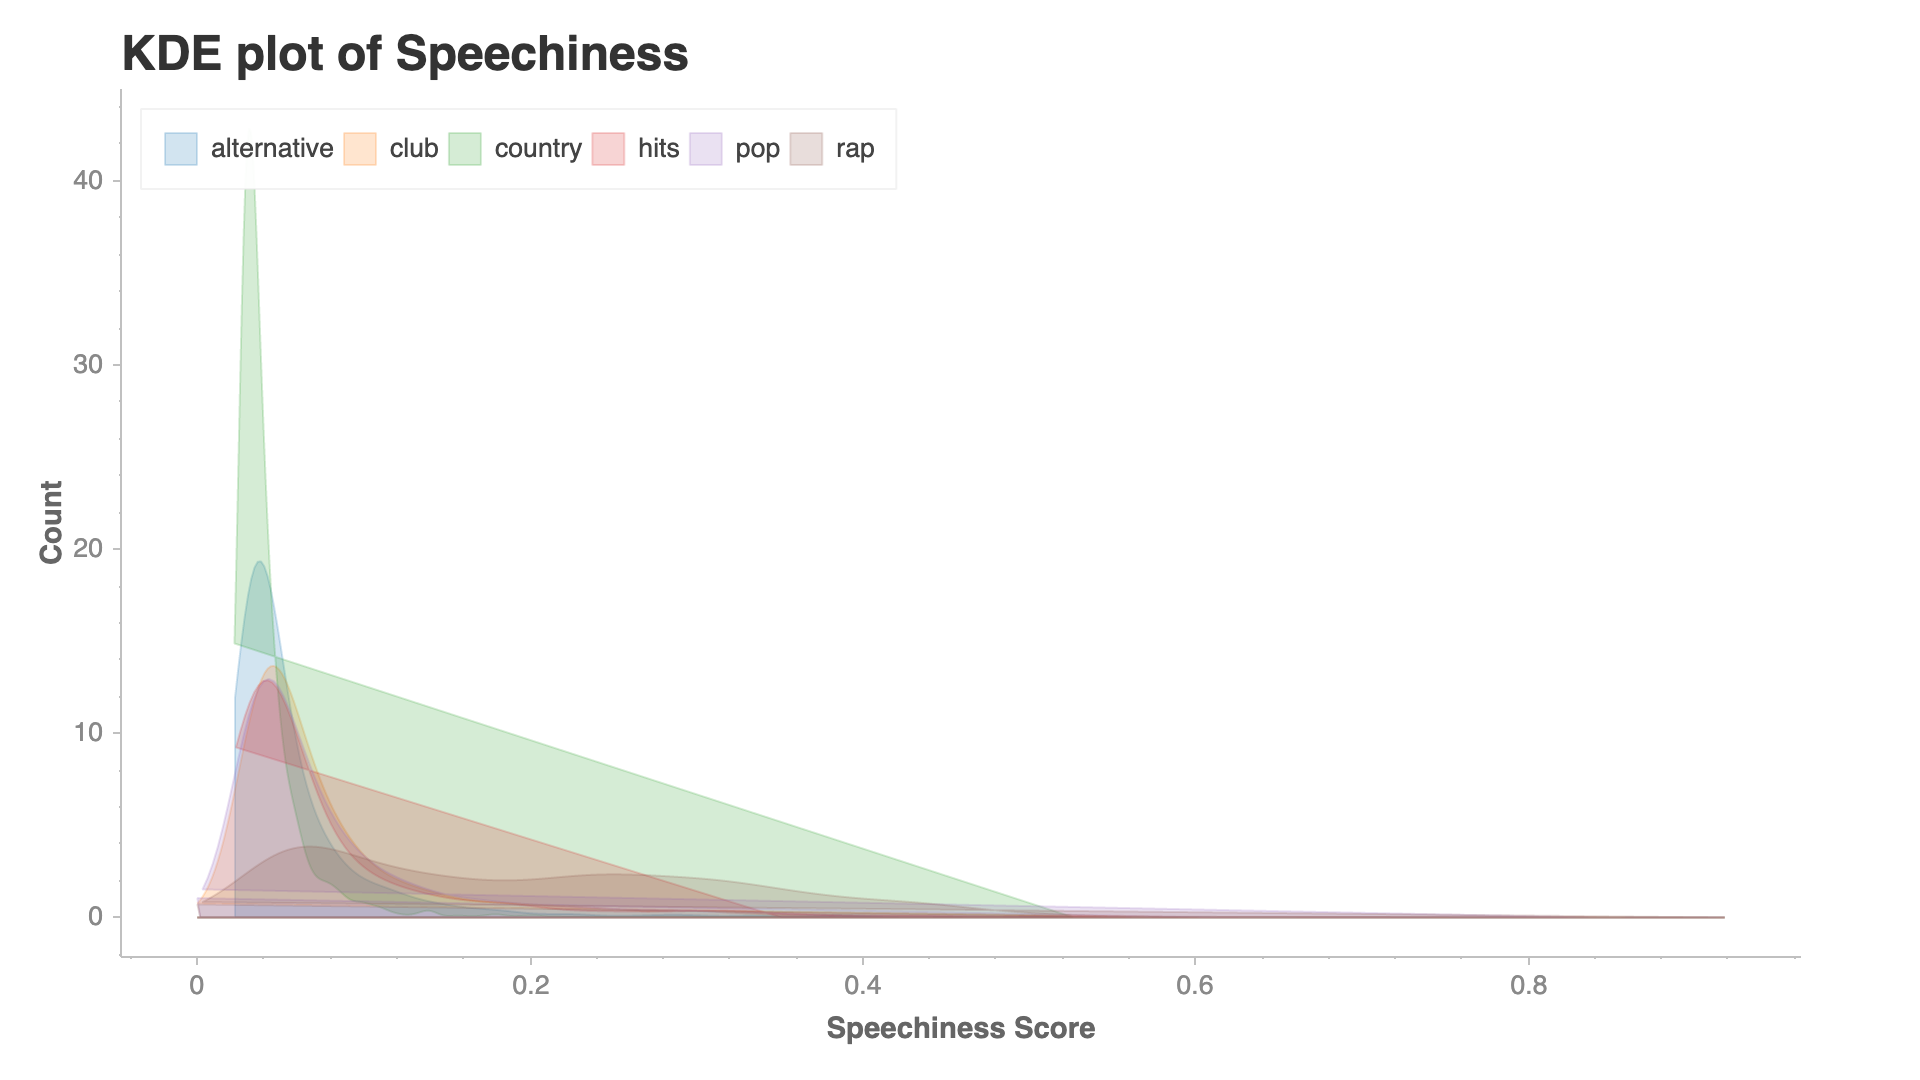 KDE plot of Speechiness
alternative club country hits pop rap
40
30
20
10
0
Count
0 0.2 0.4 0.6 0.8
Speechiness Score